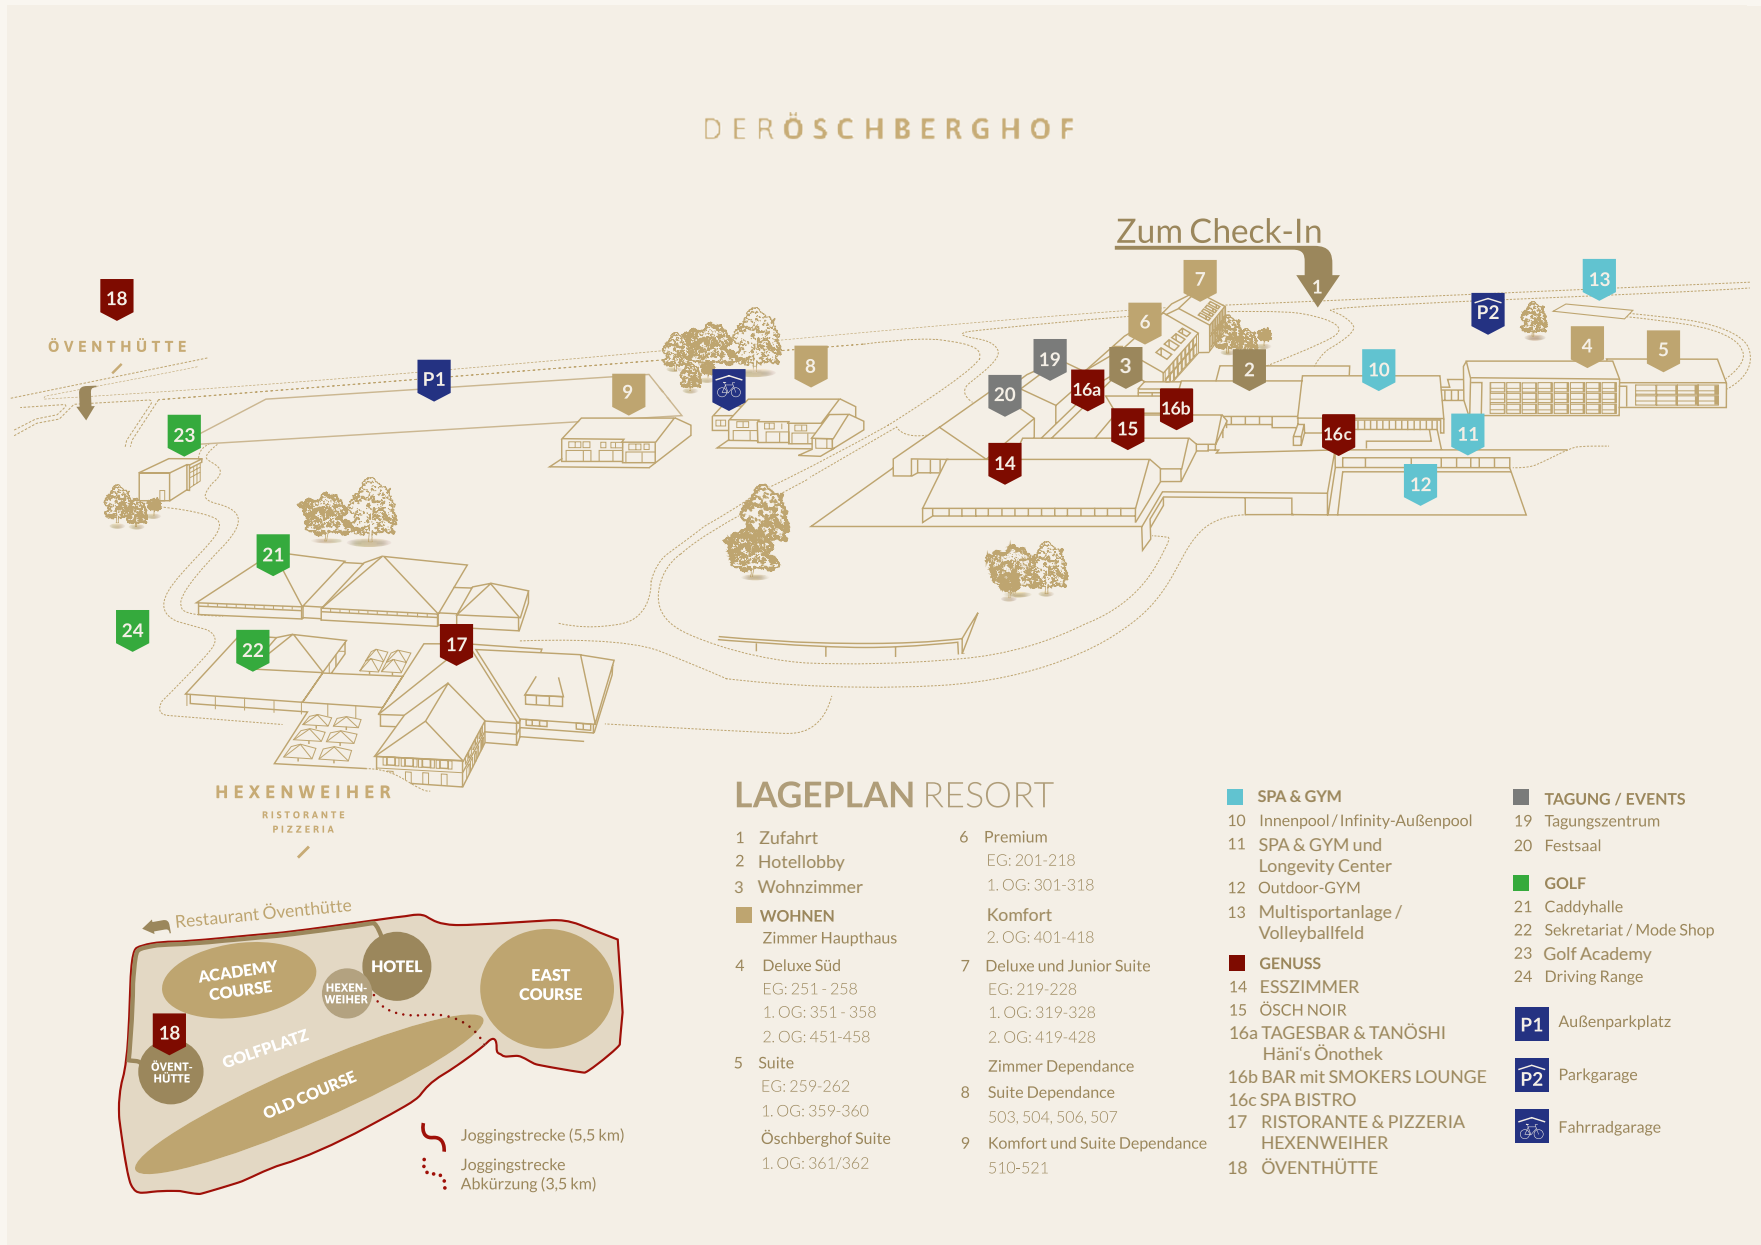 DERÖSCHBERGHOF
Zum Check-In
1
7
13
P2
6
18
ÖVENTHÜTTE
19
3
2
10
4
5
P1
9
8
20
16a
16b
23
15
16c
11
14
12
21
24
22
17
HEXENWEIHER
RISTORANTE
PIZZERIA
Restaurant Öventhütte
ACADEMY
COURSE
HOTEL
HEXEN-
WEIHER
EAST
COURSE
18
ÖVENT-
HÜTTE
GOLFPLATZ
OLD COURSE
Joggingstrecke (5,5 km)
Joggingstrecke
Abkürzung (3,5 km)
LAGEPLAN RESORT
1 Zufahrt
2 Hotellobby
3 Wohnzimmer
WOHNEN
Zimmer Haupthaus
4 Deluxe Süd
EG: 251 - 258
1. OG: 351 - 358
2. OG: 451-458
5 Suite
EG: 259-262
1. OG: 359-360
Öschberghof Suite
1. OG: 361/362
6 Premium
EG: 201-218
1. OG: 301-318
Komfort
2. OG: 401-418
7 Deluxe und Junior Suite
EG: 219-228
1. OG: 319-328
2. OG: 419-428
Zimmer Dependance
8 Suite Dependance
503, 504, 506, 507
9 Komfort und Suite Dependance
510-521
SPA & GYM
10 Innenpool / Infinity-Außenpool
11 SPA & GYM und
Longevity Center
12 Outdoor-GYM
13 Multisportanlage /
Volleyballfeld
GENUSS
14 ESSZIMMER
15 ÖSCH NOIR
16a TAGESBAR & TANÖSHI
Häni's Önothek
16b BAR mit SMOKERS LOUNGE
16c SPA BISTRO
17 RISTORANTE & PIZZERIA
HEXENWEIHER
18 ÖVENTHÜTTE
TAGUNG / EVENTS
19 Tagungszentrum
20 Festsaal
GOLF
21 Caddyhalle
22 Sekretariat / Mode Shop
23 Golf Academy
24 Driving Range
P1 Außenparkplatz
P2 Parkgarage
Fahrradgarage